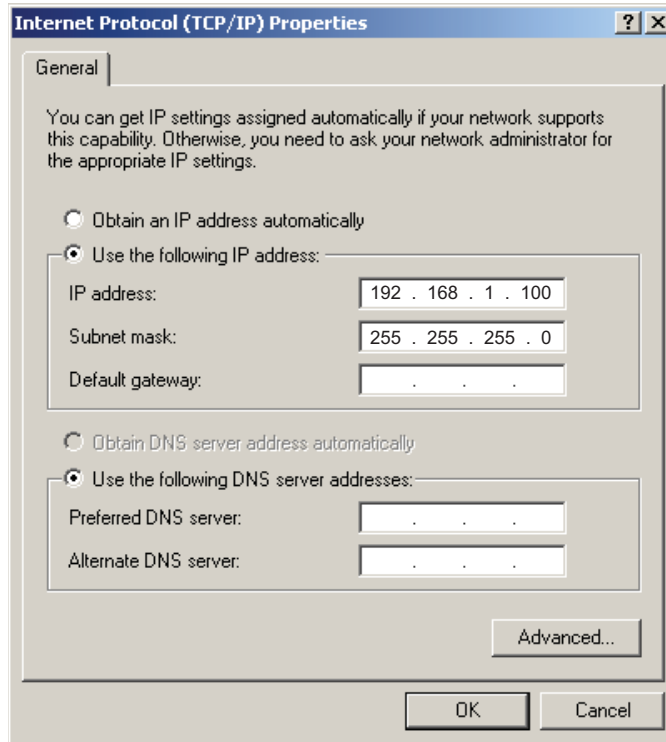 Internet Protocol (TCP/IP) Properties
General
You can get IP settings assigned automatically if your network supports
this capability. Otherwise, you need to ask your network administrator for
the appropriate IP settings.
Obtain an IP address automatically
Use the following IP address:
IP address: 192 . 168 . 1 . 100
Subnet mask: 255 . 255 . 255 . 0
Default gateway: . . .
Obtain DNS server address automatically
Use the following DNS server addresses:
Preferred DNS server: . . .
Alternate DNS server: . . .
Advanced...
OK Cancel